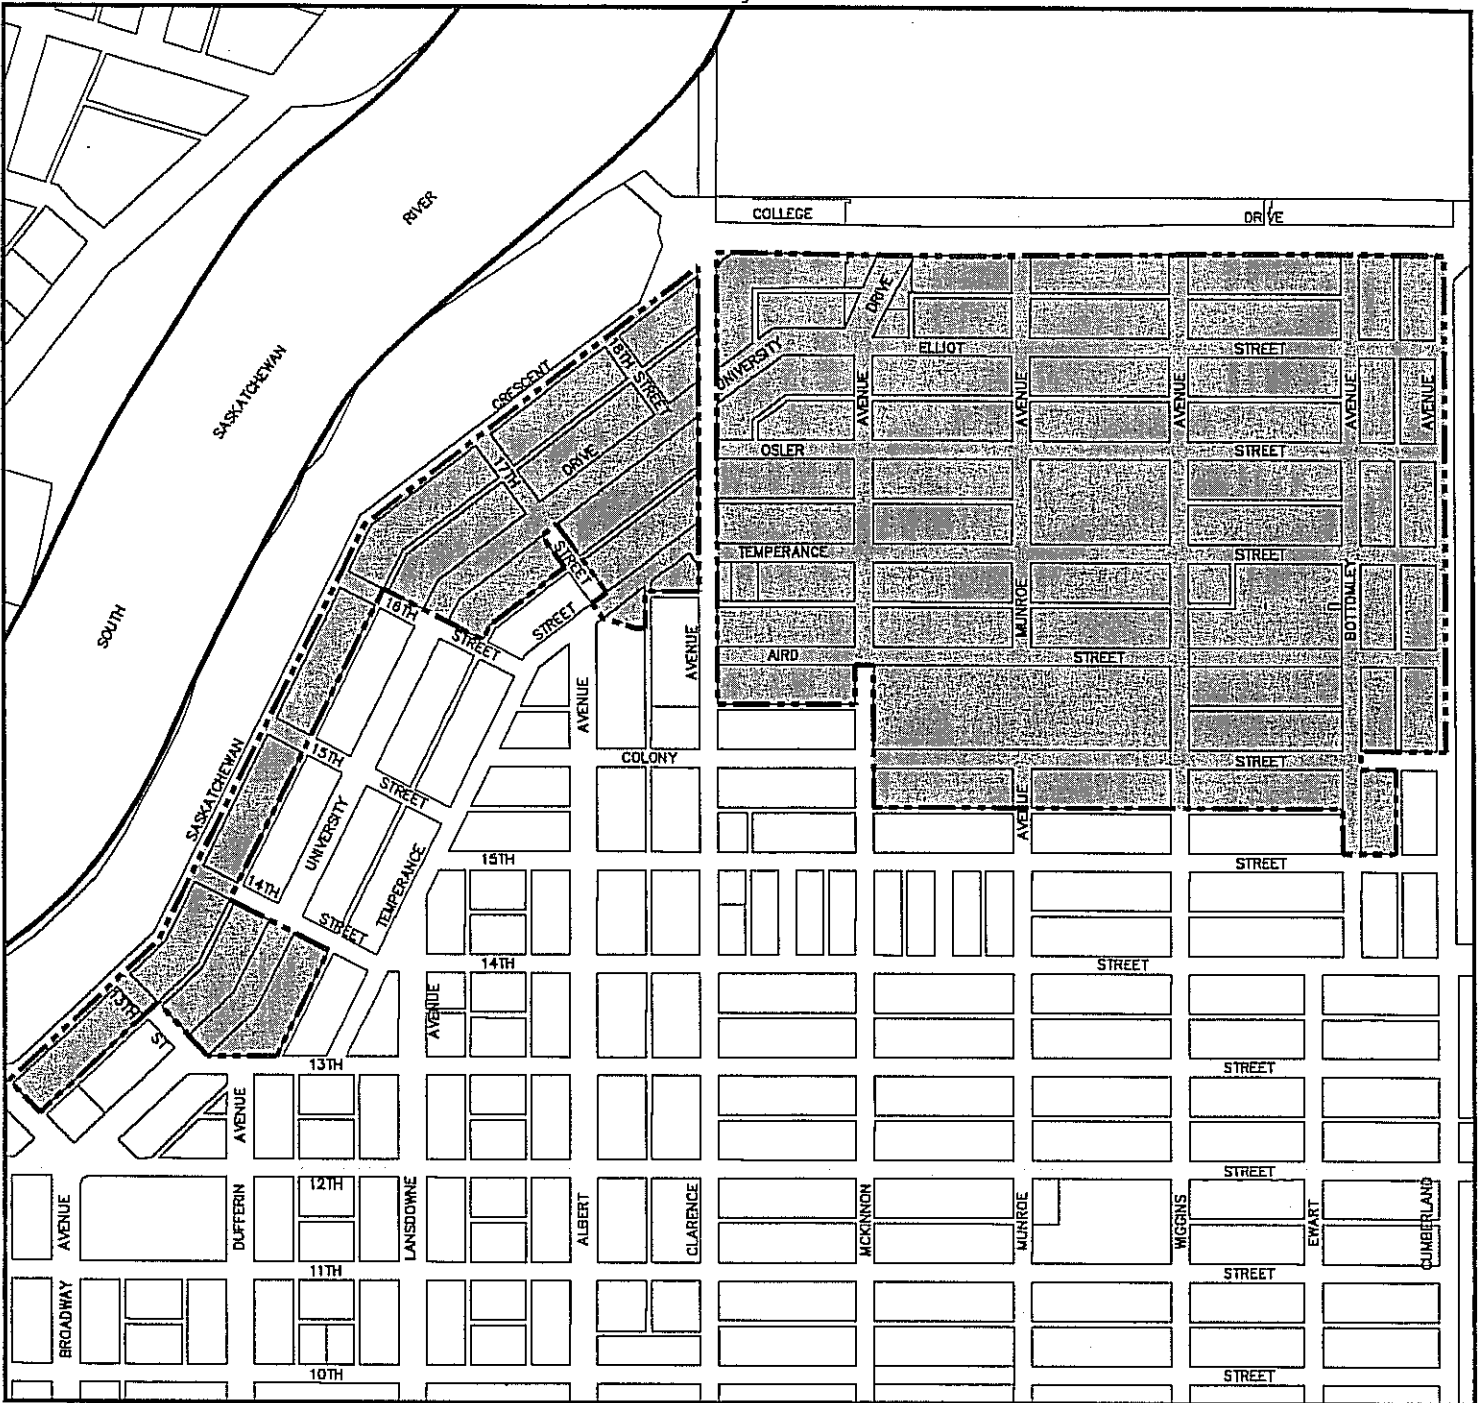 RIVER
COLLEGE DRIVE
SASKATCHEWAN
SOUTH
CRESCENT
18TH STREET
DRIVE
UNIVERSITY
ELLIOT STREET
AVENUE
AVENUE
AVENUE
AVENUE
AVENUE
17TH
DRIVE
OSLER STREET
STREET
TEMPERANCE STREET
16TH
STREET
STREET
AVENUE
MUNROE
BOTTOMLEY
AIRD STREET
AVENUE
SASKATCHEWAN
15TH
STREET
COLONY STREET
UNIVERSITY
AVENUE
TEMPERANCE
15TH STREET
14TH
STREET
14TH STREET
AVENUE
13TH
ST
13TH STREET
AVENUE
12TH STREET
AVENUE
DUFFERIN
LANSDOWNE
ALBERT
CLARENCE
MCKINNON
MUNROE
WIGGINS
EWART
CUMBERLAND
11TH STREET
BROADWAY
10TH STREET